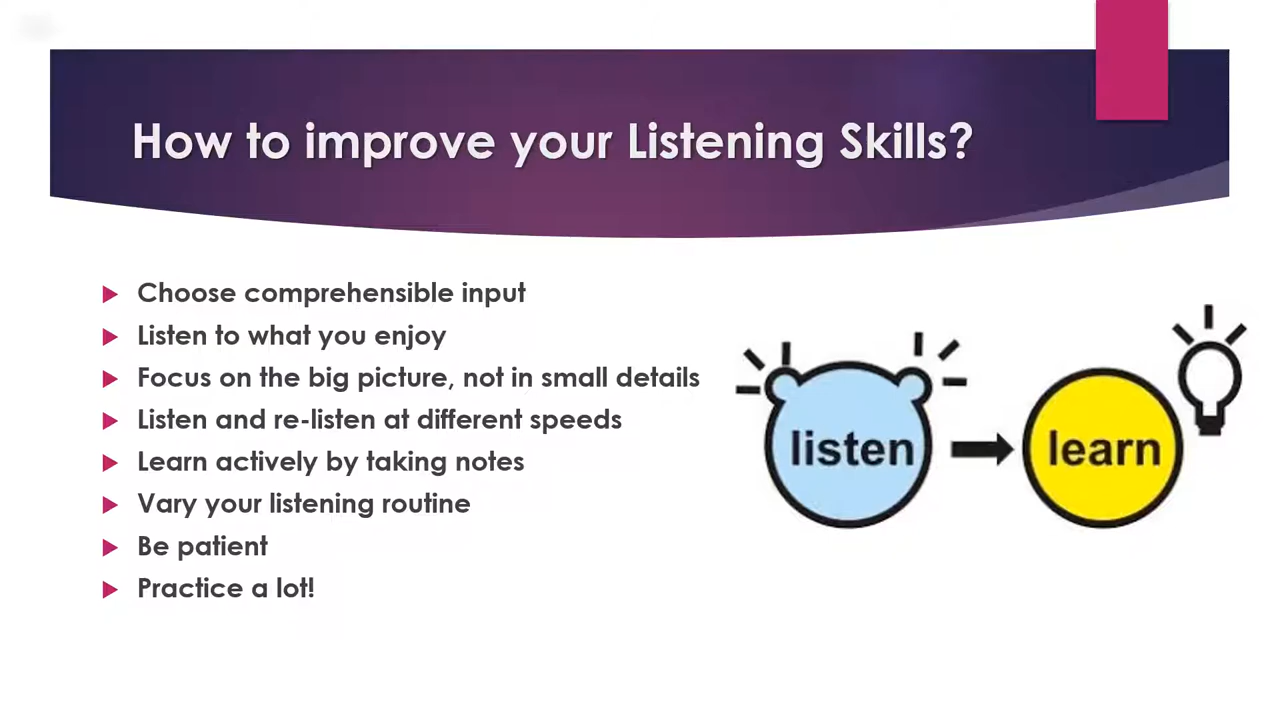 How to improve your Listening Skills?
Choose comprehensible input
Listen to what you enjoy
Focus on the big picture, not in small details
Listen and re-listen at different speeds
Learn actively by taking notes
Vary your listening routine
Be patient
Practice a lot!
listen
learn